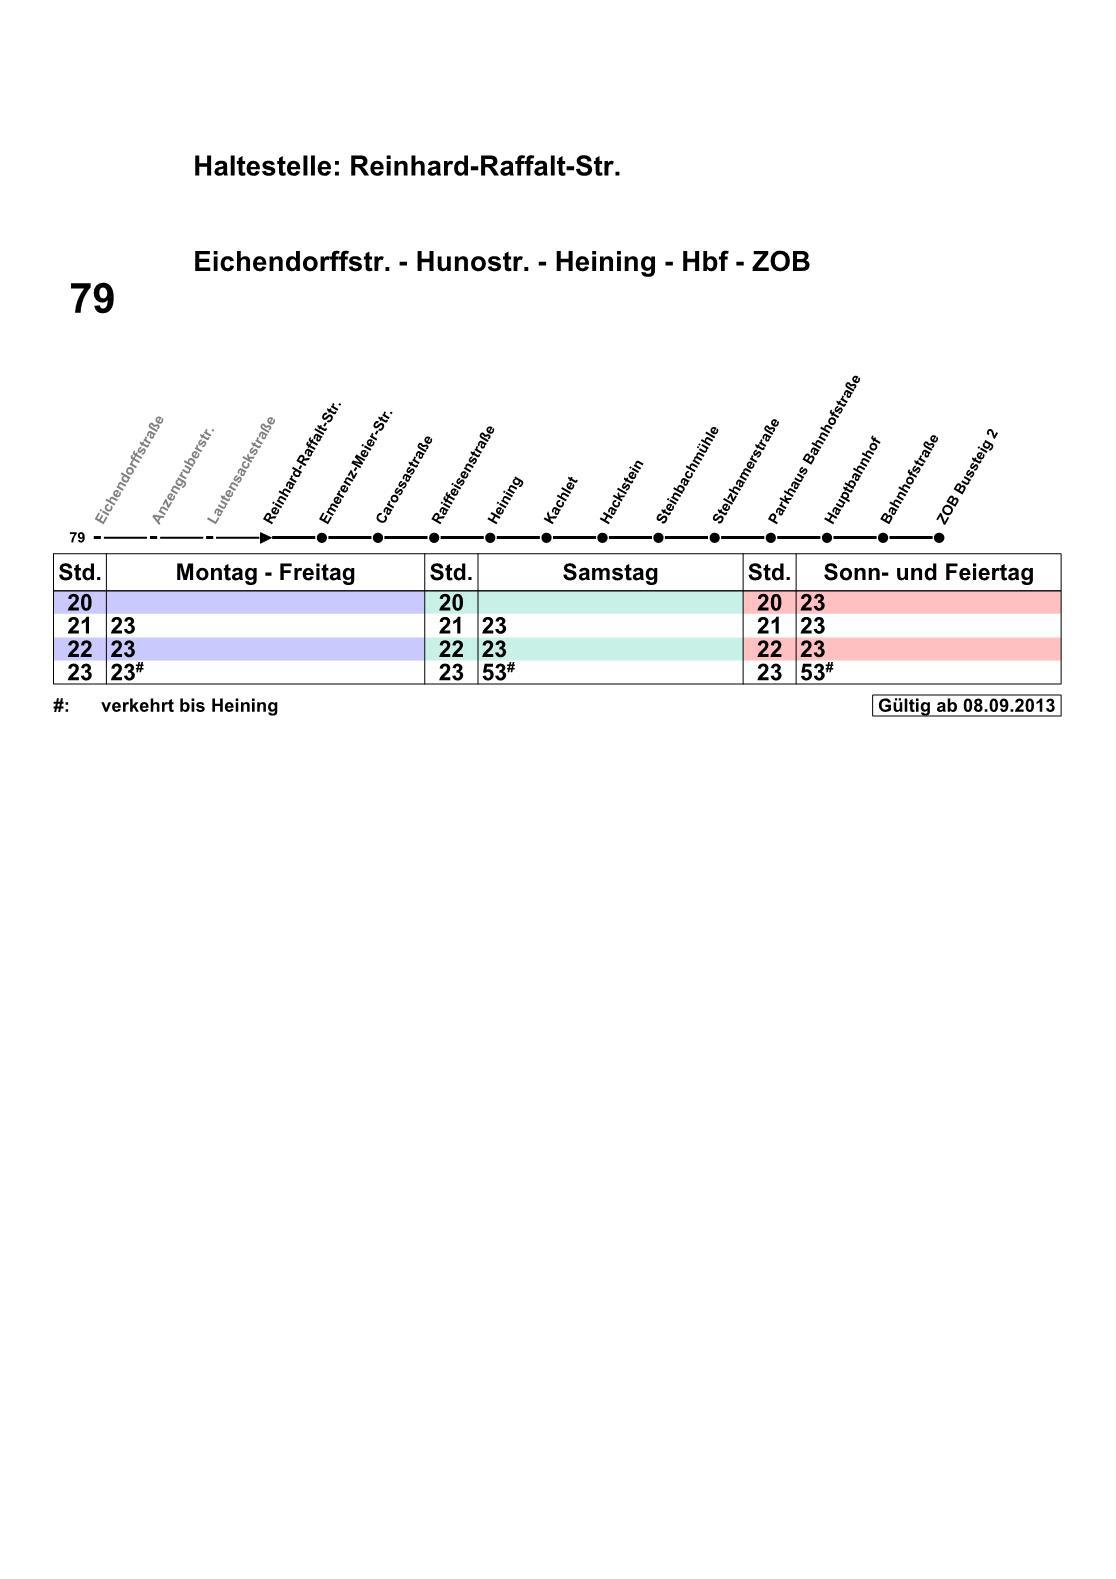 Haltestelle: Reinhard-Raffalt-Str.
Eichendorffstr. - Hunostr. - Heining - Hbf - ZOB
79
Eichendorffstraße
Anzengruberstr.
Lautensackstraße
Reinhard-Raffalt-Str.
Emerenz-Meier-Str.
Carossastraße
Raiffeisenstraße
Heining
Kachlet
Hacklstein
Steinbachmühle
Stelzhamerstraße
Parkhaus Bahnhofstraße
Hauptbahnhof
Bahnhofstraße
ZOB Bussteig 2
79
Std. Montag - Freitag Std. Samstag Std. Sonn- und Feiertag
20 20 20 23
21 23 21 23 21 23
22 23 22 23 22 23
23 23# 23 53# 23 53#
#: verkehrt bis Heining Gültig ab 08.09.2013